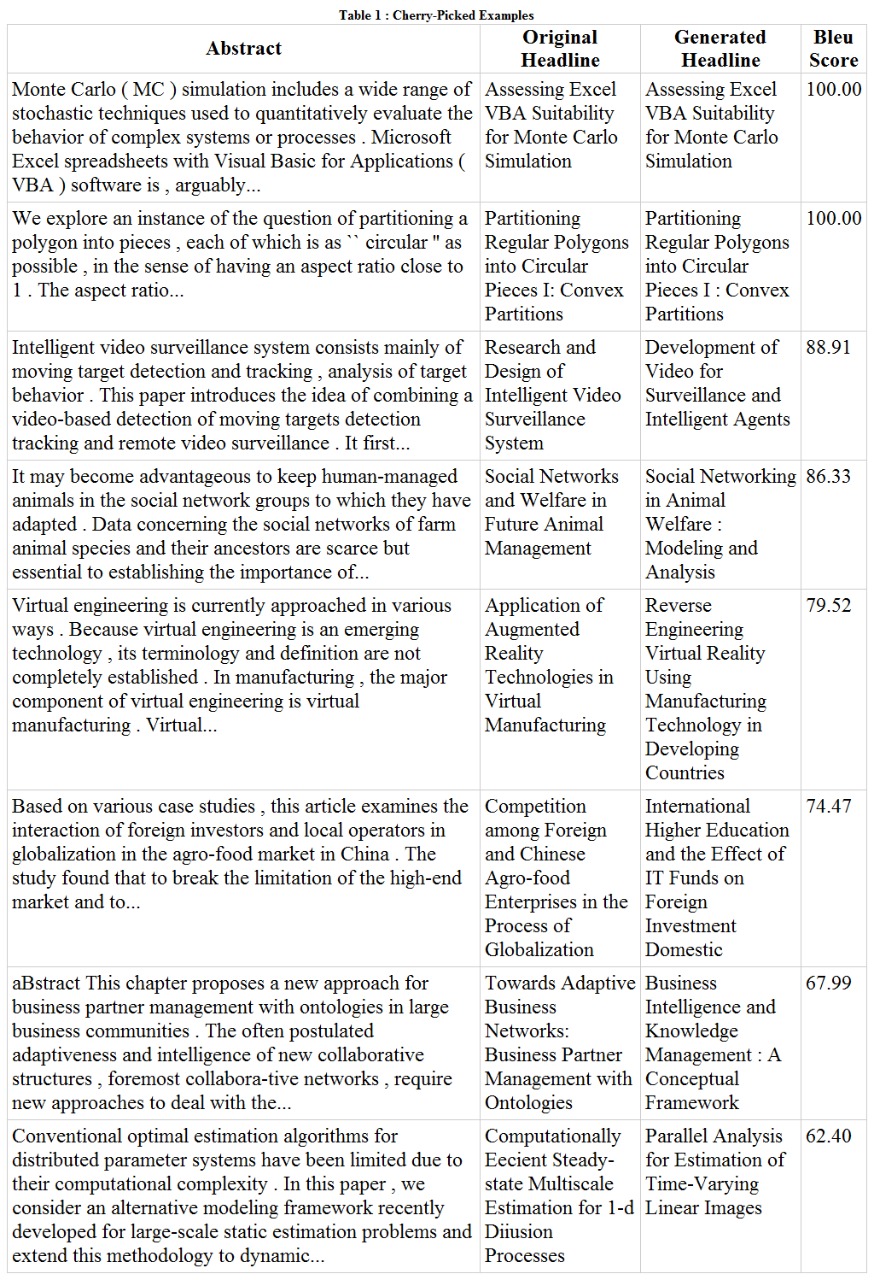 Table 1 : Cherry-Picked Examples
Abstract
Original
Headline
Generated
Headline
Bleu
Score
Monte Carlo ( MC ) simulation includes a wide range of
stochastic techniques used to quantitatively evaluate the
behavior of complex systems or processes . Microsoft
Excel spreadsheets with Visual Basic for Applications (
VBA ) software is , arguably...
Assessing Excel
VBA Suitability
for Monte Carlo
Simulation
Assessing Excel
VBA Suitability
for Monte Carlo
Simulation
100.00
We explore an instance of the question of partitioning a
polygon into pieces , each of which is as `` circular '' as
possible , in the sense of having an aspect ratio close to
1 . The aspect ratio...
Partitioning
Regular Polygons
into Circular
Pieces I: Convex
Partitions
Partitioning
Regular Polygons
into Circular
Pieces I : Convex
Partitions
100.00
Intelligent video surveillance system consists mainly of
moving target detection and tracking , analysis of target
behavior . This paper introduces the idea of combining a
video-based detection of moving targets detection
tracking and remote video surveillance . It first...
Research and
Design of
Intelligent Video
Surveillance
System
Development of
Video for
Surveillance and
Intelligent Agents
88.91
It may become advantageous to keep human-managed
animals in the social network groups to which they have
adapted . Data concerning the social networks of farm
animal species and their ancestors are scarce but
essential to establishing the importance of...
Social Networks
and Welfare in
Future Animal
Management
Social Networking
in Animal
Welfare :
Modeling and
Analysis
86.33
Virtual engineering is currently approached in various
ways . Because virtual engineering is an emerging
technology , its terminology and definition are not
completely established . In manufacturing , the major
component of virtual engineering is virtual
manufacturing . Virtual...
Application of
Augmented
Reality
Technologies in
Virtual
Manufacturing
Reverse
Engineering
Virtual Reality
Using
Manufacturing
Technology in
Developing
Countries
79.52
Based on various case studies , this article examines the
interaction of foreign investors and local operators in
globalization in the agro-food market in China . The
study found that to break the limitation of the high-end
market and to...
Competition
among Foreign
and Chinese
Agro-food
Enterprises in the
Process of
Globalization
International
Higher Education
and the Effect of
IT Funds on
Foreign
Investment
Domestic
74.47
aBstract This chapter proposes a new approach for
business partner management with ontologies in large
business communities . The often postulated
adaptiveness and intelligence of new collaborative
structures , foremost collabora-tive networks , require
new approaches to deal with the...
Towards Adaptive
Business
Networks:
Business Partner
Management with
Ontologies
Business
Intelligence and
Knowledge
Management : A
Conceptual
Framework
67.99
Conventional optimal estimation algorithms for
distributed parameter systems have been limited due to
their computational complexity . In this paper , we
consider an alternative modeling framework recently
developed for large-scale static estimation problems and
extend this methodology to dynamic...
Computationally
Eecient Steady-
state Multiscale
Estimation for 1-d
Diiusion
Processes
Parallel Analysis
for Estimation of
Time-Varying
Linear Images
62.40